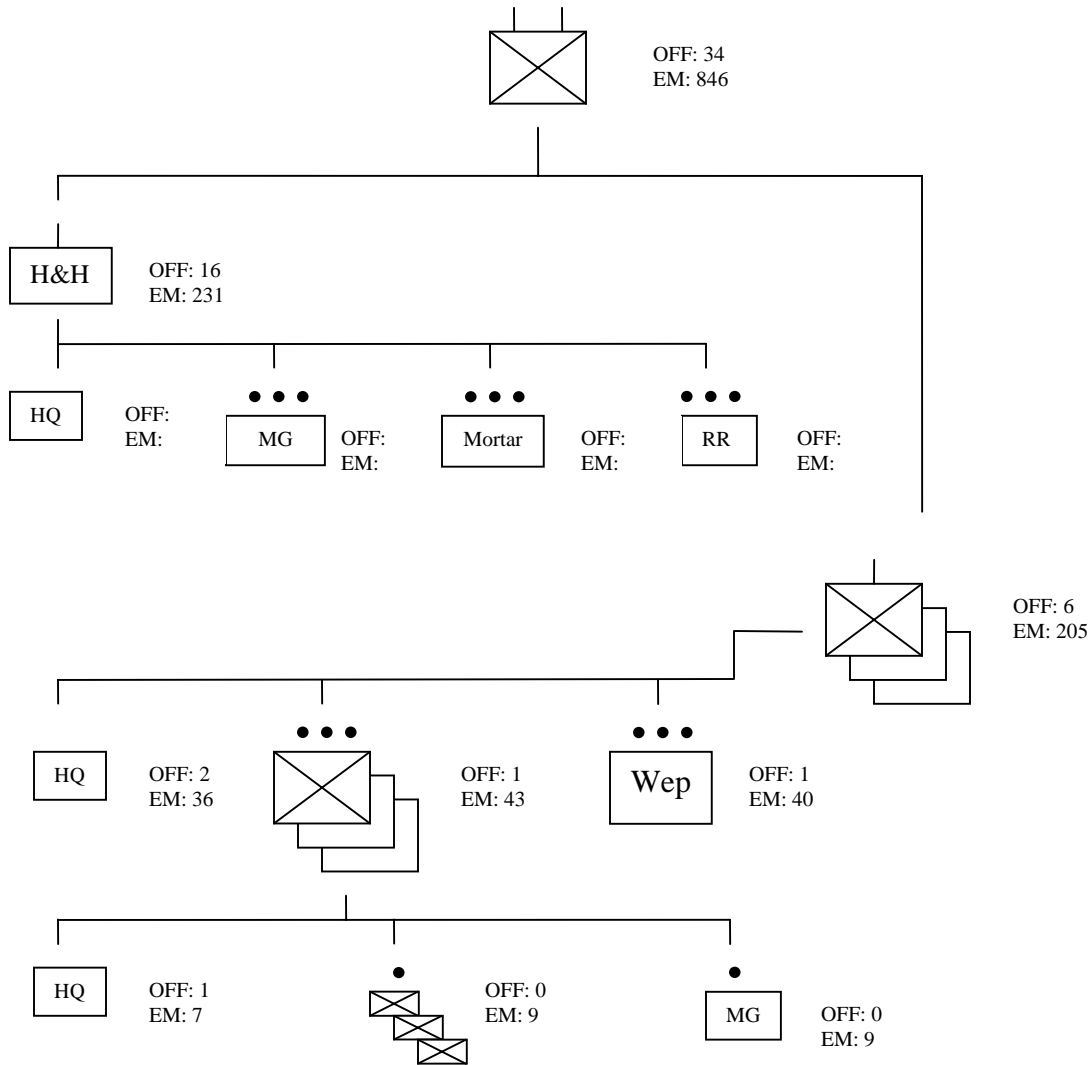 OFF: 34
EM: 846
H&H
OFF: 16
EM: 231
HQ
OFF:
EM:
MG
OFF:
EM:
Mortar
OFF:
EM:
RR
OFF:
EM:
OFF: 6
EM: 205
HQ
OFF: 2
EM: 36
OFF: 1
EM: 43
Wep
OFF: 1
EM: 40
HQ
OFF: 1
EM: 7
OFF: 0
EM: 9
MG
OFF: 0
EM: 9